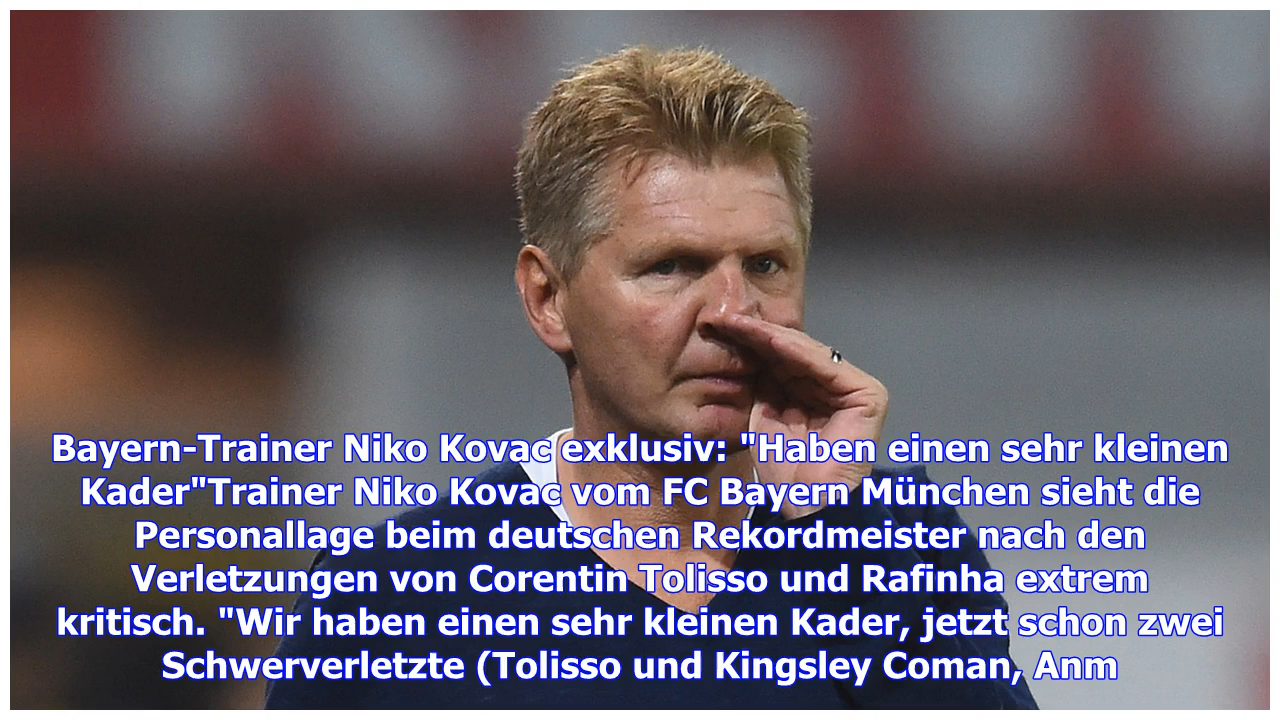 Bayern-Trainer Niko Kovac exklusiv: "Haben einen sehr kleinen
Kader"Trainer Niko Kovac vom FC Bayern München sieht die
Personallage beim deutschen Rekordmeister nach den
Verletzungen von Corentin Tolisso und Rafinha extrem
kritisch. "Wir haben einen sehr kleinen Kader, jetzt schon zwei
Schwerverletzte (Tolisso und Kingsley Coman, Anm